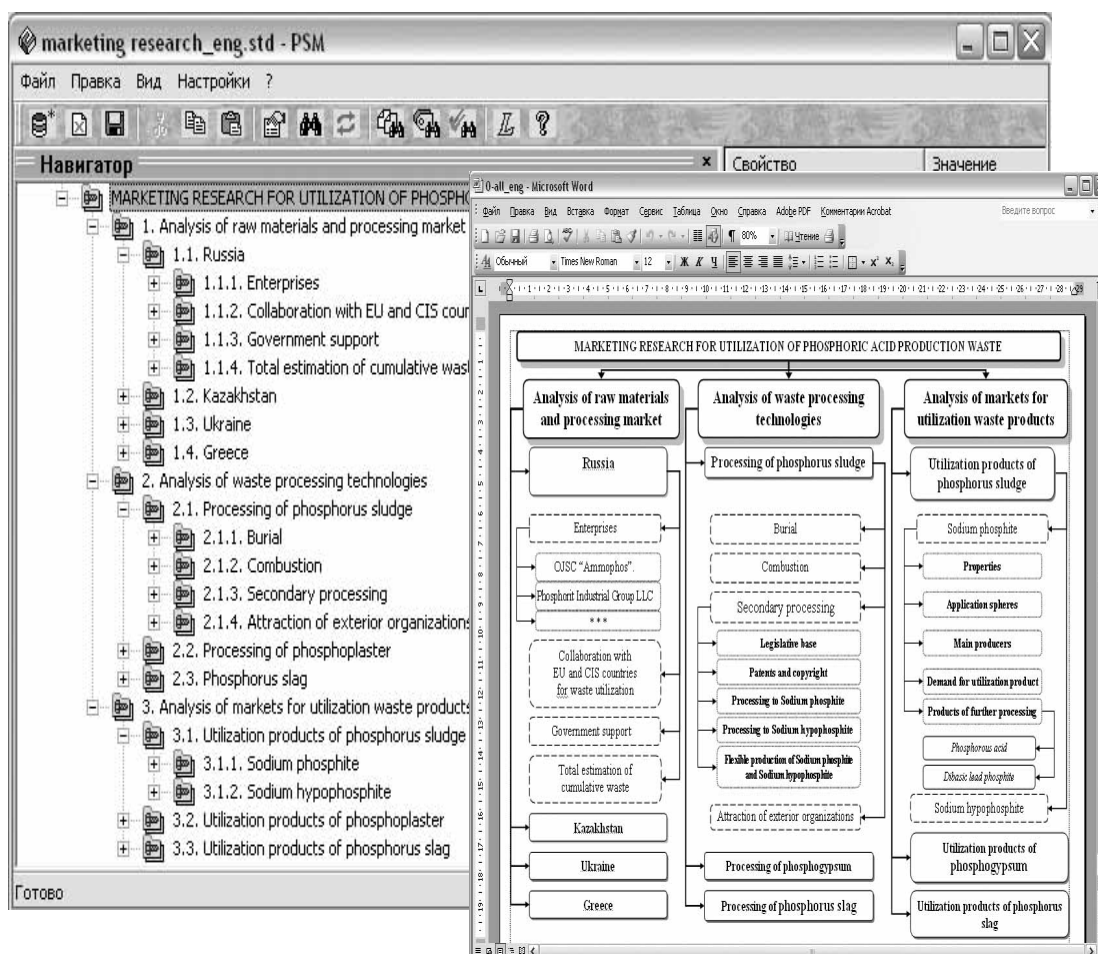 marketing research_eng.std - PSM
Файл Правка Вид Настройки ?
Навигатор
Свойство
Значение
MARKETING RESEARCH FOR UTILIZATION OF PHOSPHO
1. Analysis of raw materials and processing market
1.1. Russia
1.1.1. Enterprises
1.1.2. Collaboration with EU and CIS cour
1.1.3. Government support
1.1.4. Total estimation of cumulative wast
1.2. Kazakhstan
1.3. Ukraine
1.4. Greece
2. Analysis of waste processing technologies
2.1. Processing of phosphorus sludge
2.1.1. Burial
2.1.2. Combustion
2.1.3. Secondary processing
2.1.4. Attraction of exterior organizations
2.2. Processing of phosphoplaster
2.3. Phosphorus slag
3. Analysis of markets for utilization waste products
3.1. Utilization products of phosphorus sludge
3.1.1. Sodium phosphite
3.1.2. Sodium hypophosphite
3.2. Utilization products of phosphoplaster
3.3. Utilization products of phosphorus slag
Готово
0-all_eng - Microsoft Word
Файл Правка Вид Вставка Формат Сервис Таблица Окно Справка Adobe PDF Комментарии Acrobat
Введите вопрос
80% Чтение
Обычный Times New Roman 12 Ж К Ч
MARKETING RESEARCH FOR UTILIZATION OF PHOSPHORIC ACID PRODUCTION WASTE
Analysis of raw materials
and processing market
Russia
Enterprises
OJSC "Ammophos".
Phosphorit Industrial Group LLC
* * *
Collaboration with
EU and CIS countries
for waste utilization
Government support
Total estimation of
cumulative waste
Kazakhstan
Ukraine
Greece
Analysis of waste processing
technologies
Processing of phosphorus sludge
Burial
Combustion
Secondary processing
Legislative base
Patents and copyright
Processing to Sodium phosphite
Processing to Sodium hypophosphite
Flexible production of Sodium phosphite
and Sodium hypophosphite
Attraction of exterior organizations
Processing of phosphogypsum
Processing of phosphorus slag
Analysis of markets for
utilization waste products
Utilization products of
phosphorus sludge
Sodium phosphite
Properties
Application spheres
Main producers
Demand for utilization product
Products of further processing
Phosphorous acid
Dibasic lead phosphite
Sodium hypophosphite
Utilization products of
phosphogypsum
Utilization products of phosphorus
slag